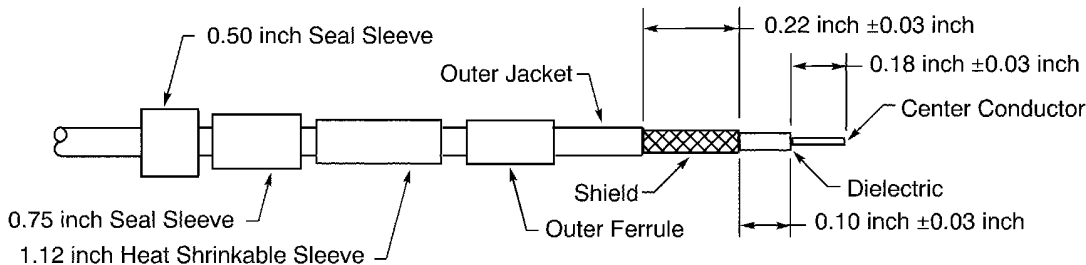 0.50 inch Seal Sleeve
0.22 inch ±0.03 inch
Outer Jacket
0.18 inch ±0.03 inch
Center Conductor
Shield
Dielectric
0.75 inch Seal Sleeve
Outer Ferrule
0.10 inch ±0.03 inch
1.12 inch Heat Shrinkable Sleeve